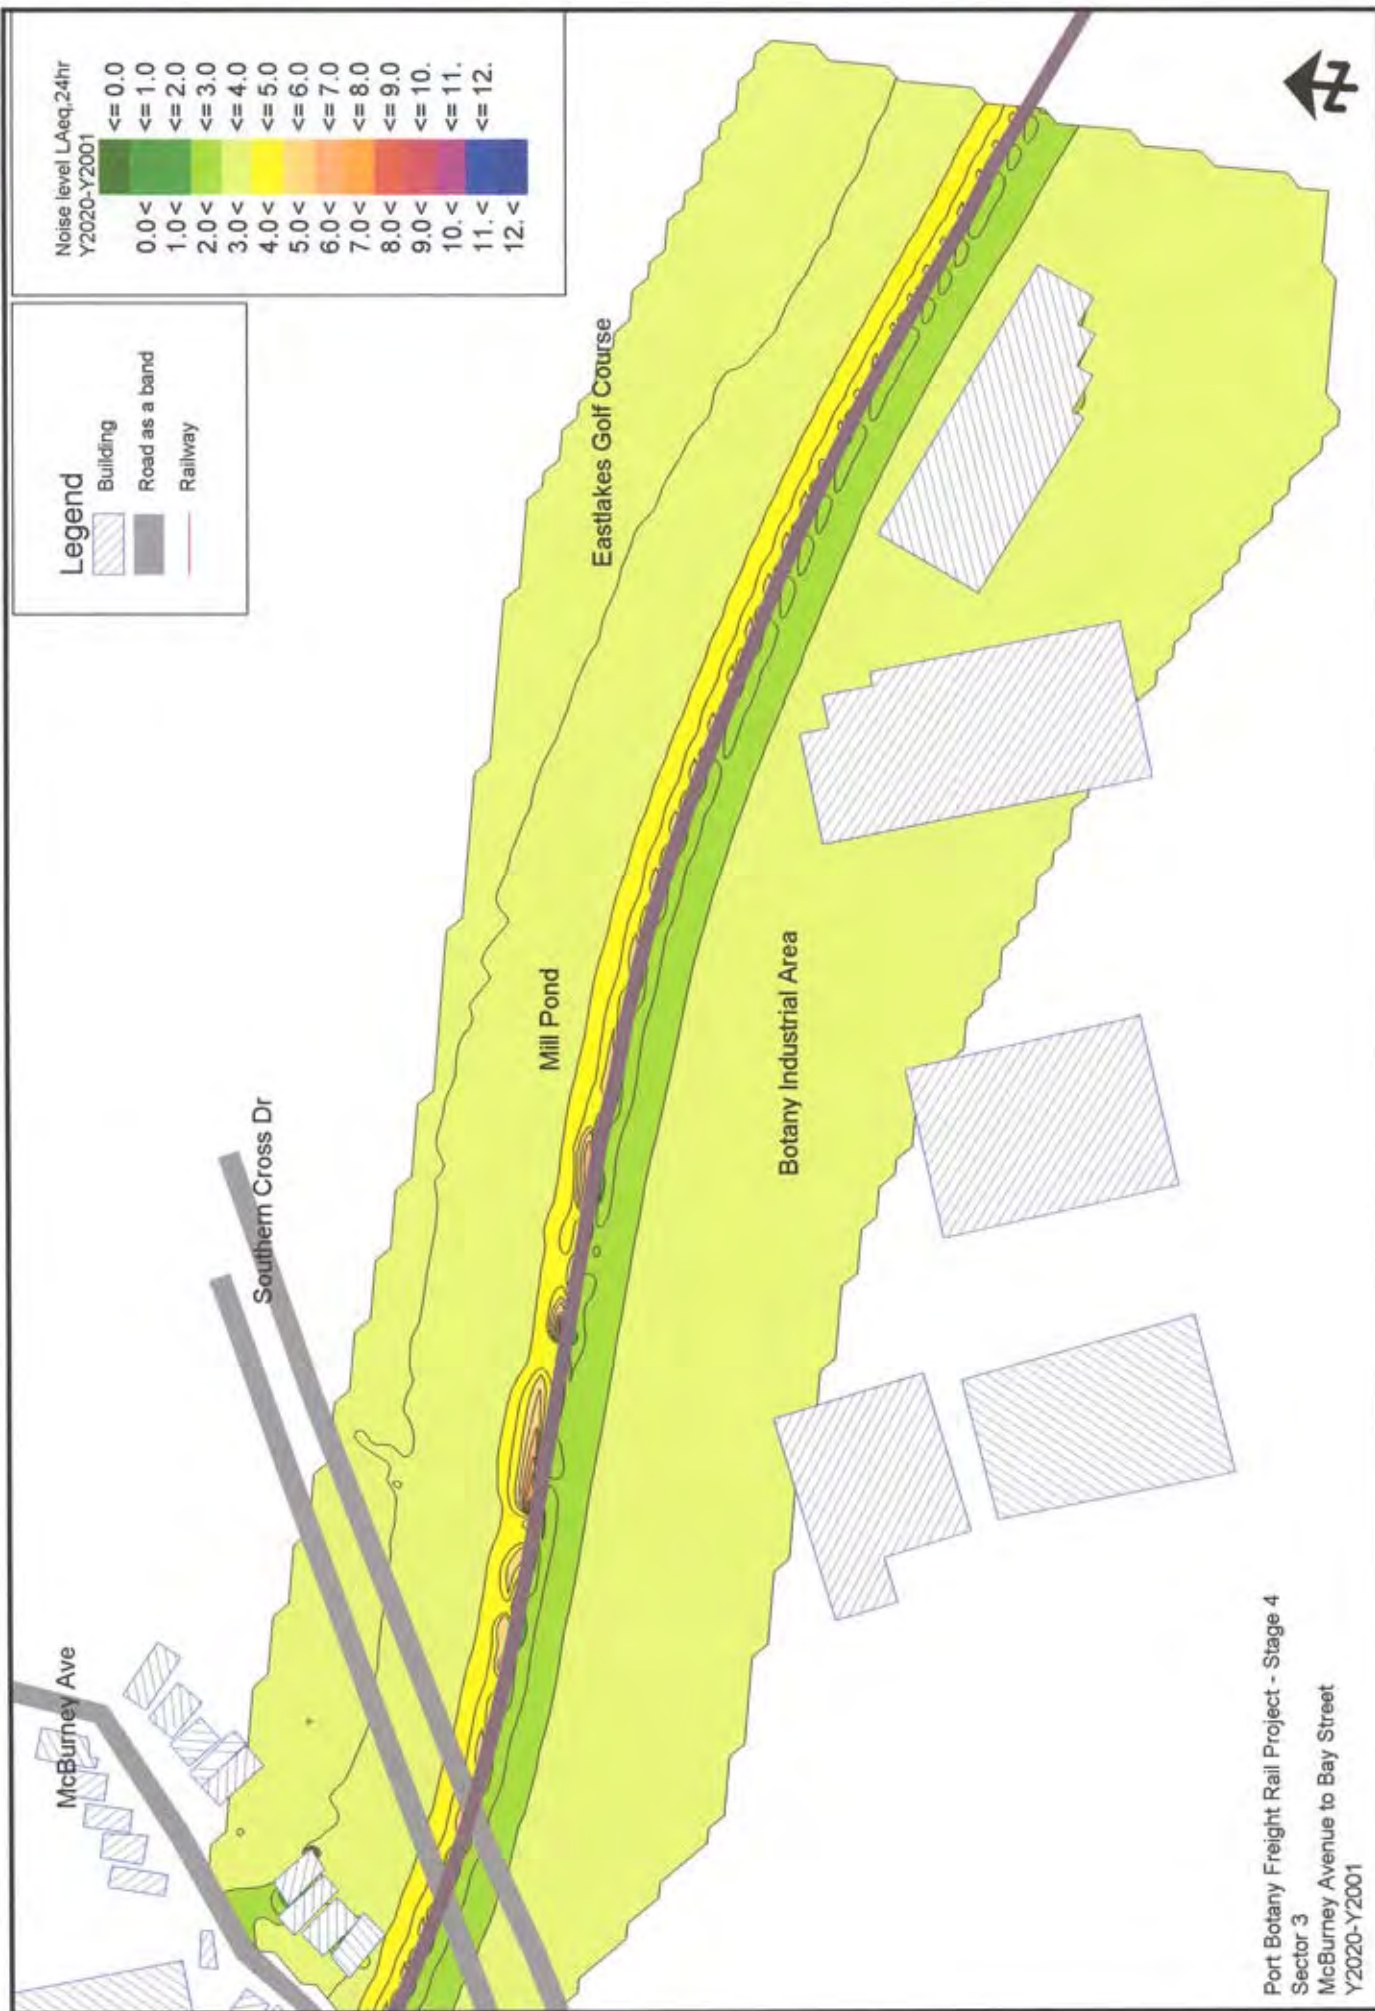 Noise level LAeq,24hr
Y2020-Y2001
<= 0.0
0.0 < <= 1.0
1.0 < <= 2.0
2.0 < <= 3.0
3.0 < <= 4.0
4.0 < <= 5.0
5.0 < <= 6.0
6.0 < <= 7.0
7.0 < <= 8.0
8.0 < <= 9.0
9.0 < <= 10.
10. < <= 11.
11. < <= 12.
12. <
Legend
Building
Road as a band
Railway
McBurney Ave
Southern Cross Dr
Eastlakes Golf Course
Mill Pond
Botany Industrial Area
Port Botany Freight Rail Project - Stage 4
Sector 3
McBurney Avenue to Bay Street
Y2020-Y2001
N